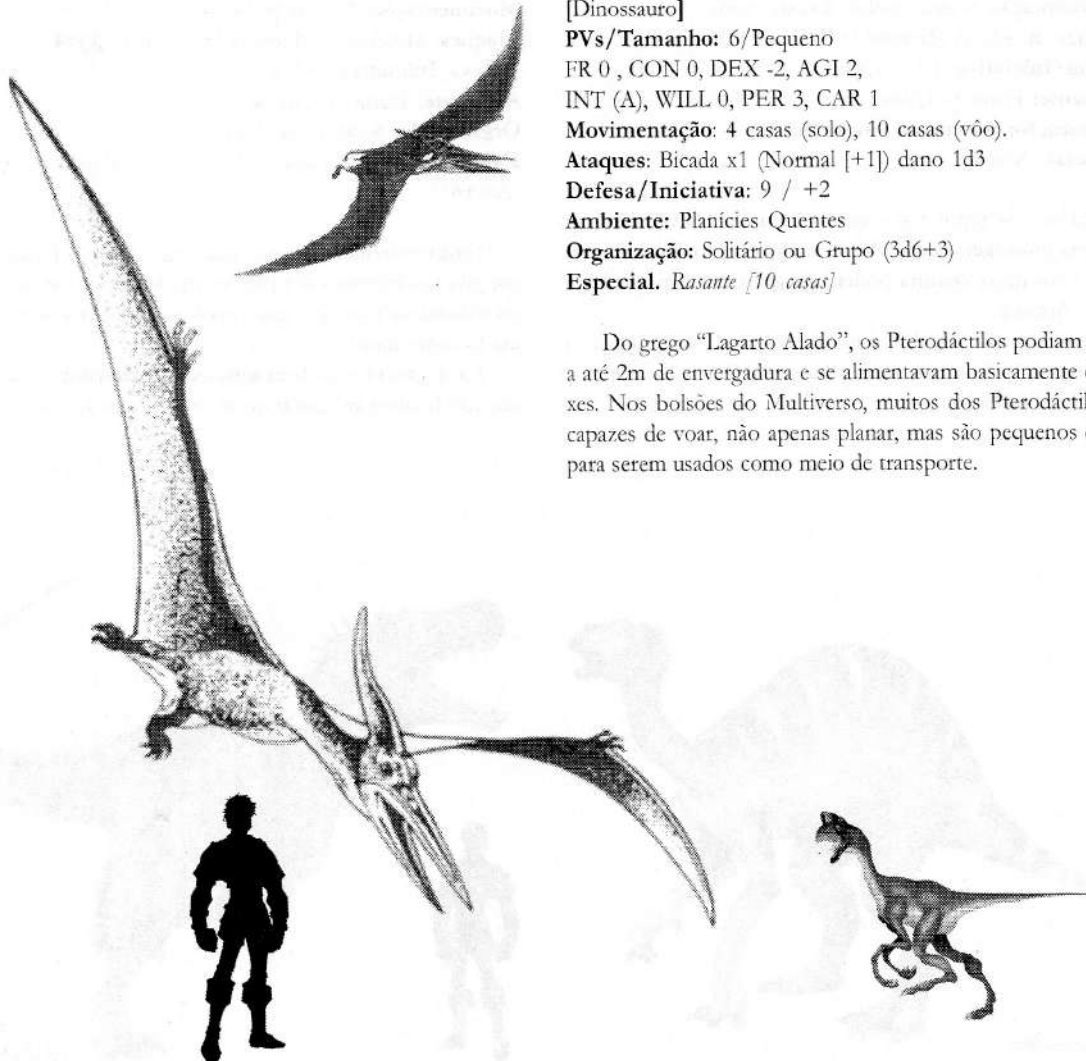 [Dinossauro]
PVs/Tamanho: 6/Pequeno
FR 0 , CON 0, DEX -2, AGI 2,
INT (A), WILL 0, PER 3, CAR 1
Movimentação: 4 casas (solo), 10 casas (vôo).
Ataques: Bicada x1 (Normal [+1]) dano 1d3
Defesa/Iniciativa: 9 / +2
Ambiente: Planícies Quentes
Organização: Solitário ou Grupo (3d6+3)
Especial. Rasante [10 casas]
Do grego “Lagarto Alado”, os Pterodáctilos podiam
a até 2m de envergadura e se alimentavam basicamente
xes. Nos bolsões do Multiverso, muitos dos Pterodáctil
capazes de voar, não apenas planar, mas são pequenos
para serem usados como meio de transporte.